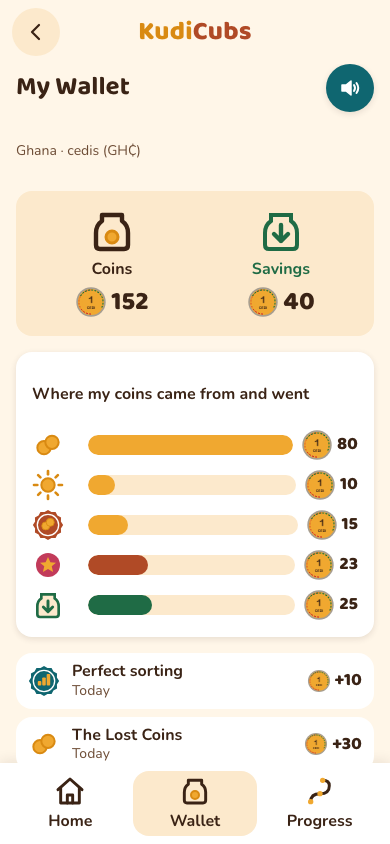 KudiCubs
My Wallet
Ghana · cedis (GH₵)
Coins
Savings
152
40
Where my coins came from and went
80
10
15
23
25
Perfect sorting
Today
+10
The Lost Coins
Today
+30
Home
Wallet
Progress